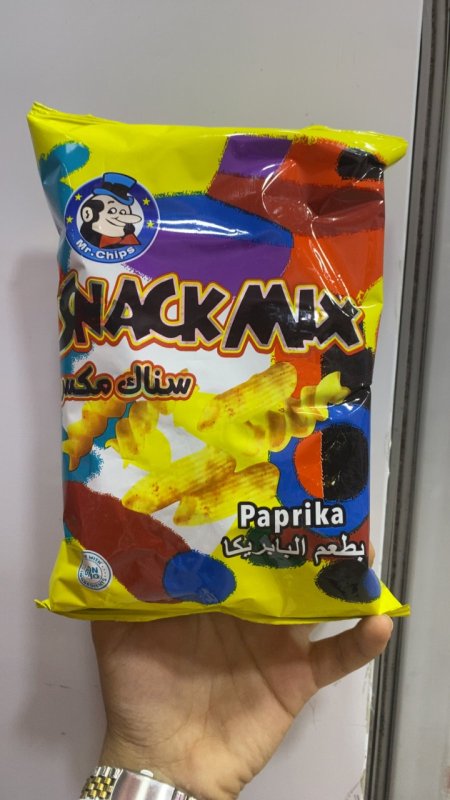 Mr. Chips
SNACK MIX
سناك مكس
Paprika
بطعم البابريكا